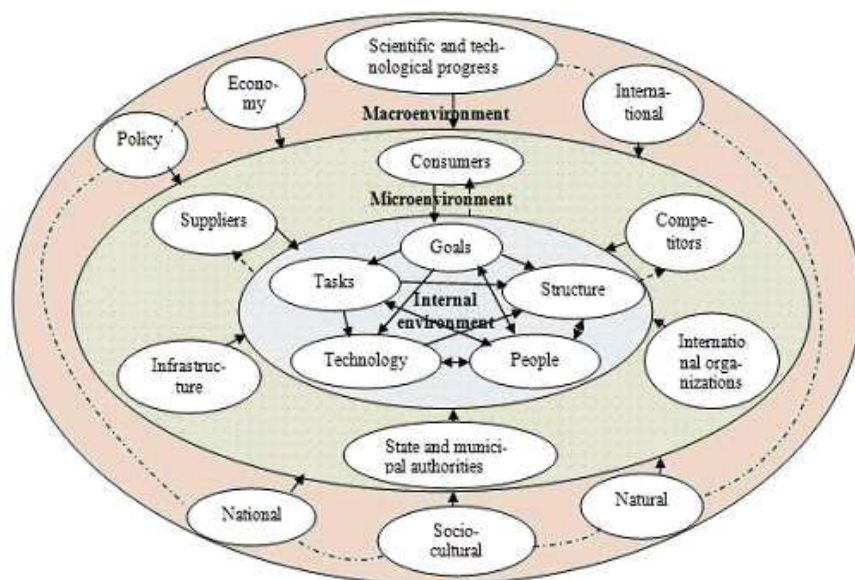 Scientific and tech-
nological progress
Econo-
my
Interna-
tional
Macroenvironment
Policy
Consumers
Microenvironment
Suppliers
Competi-
titors
Goals
Tasks
Structure
Internal
environment
Technology
People
Infrastruc-
ture
Internatio
nal orga-
nizations
State and munici-
pal authorities
National
Natural
Socio-
cultural